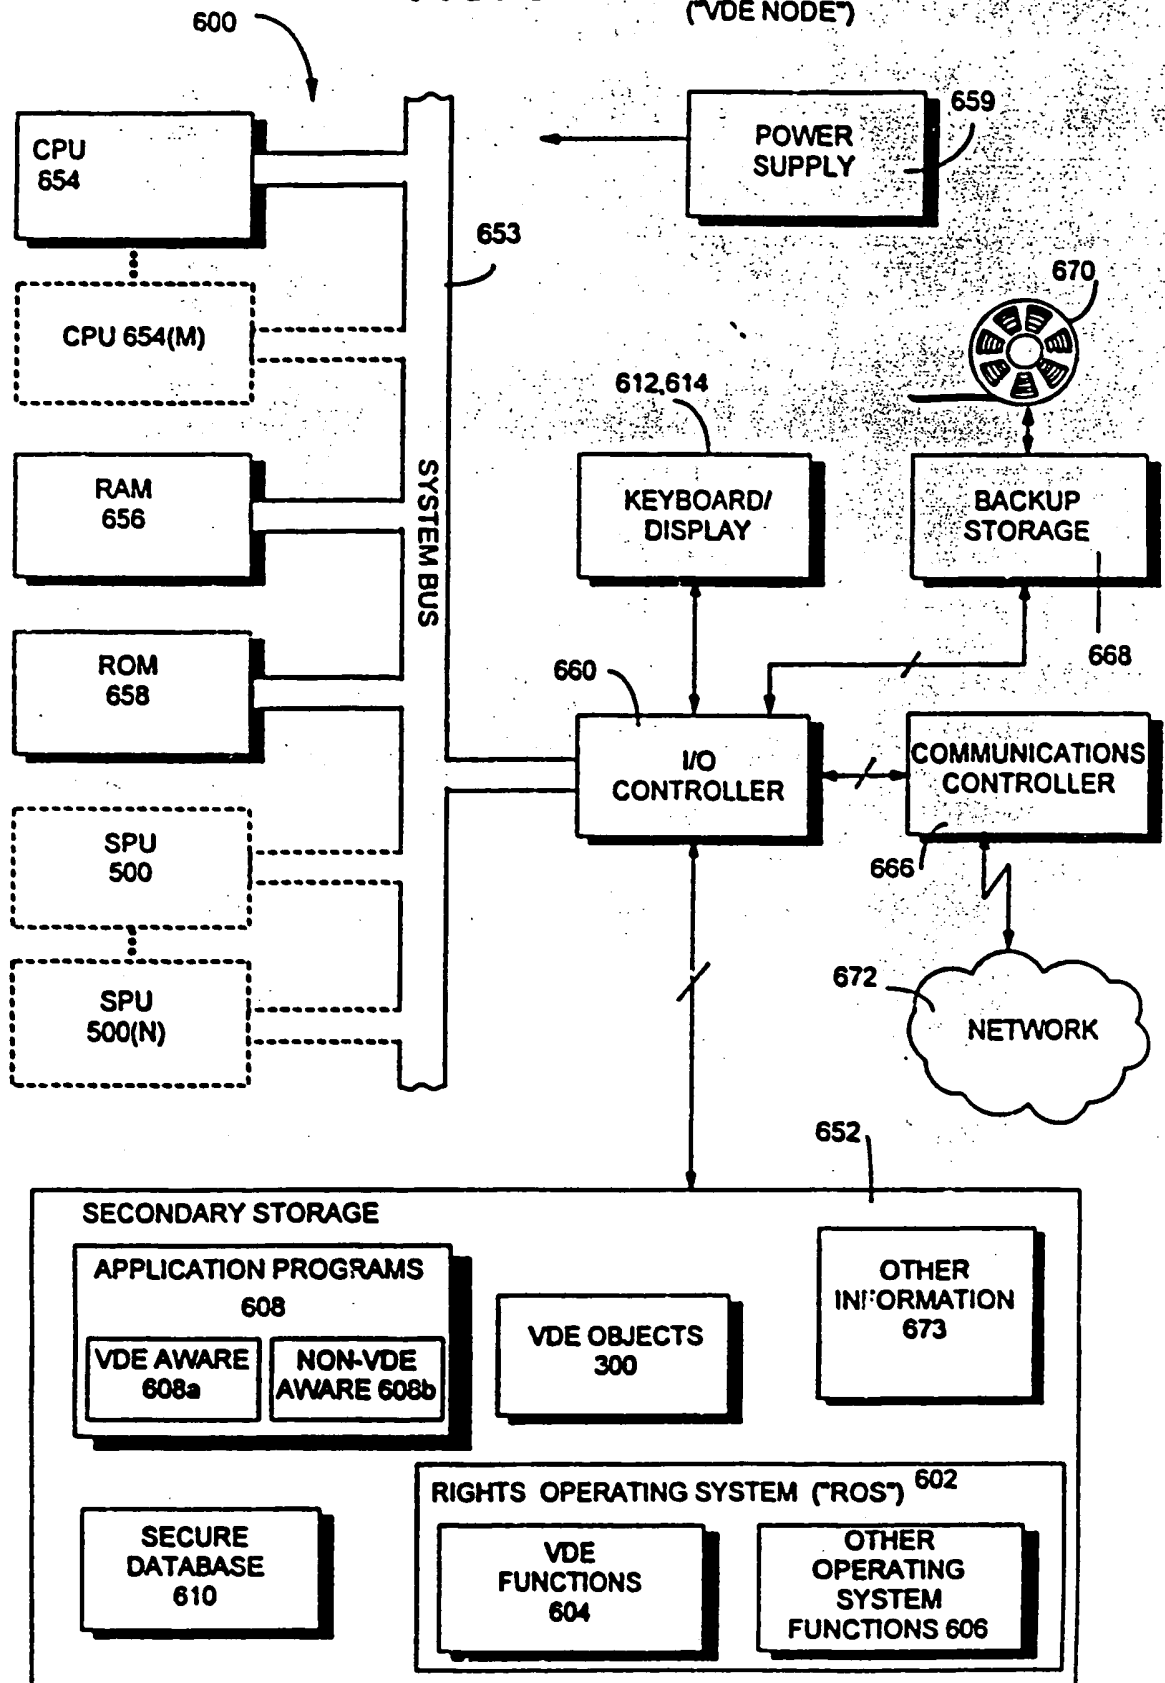 ("VDE NODE")
600
CPU
654
POWER
SUPPLY
659
653
670
CPU 654(M)
612,614
SYSTEM BUS
RAM
656
KEYBOARD/
DISPLAY
BACKUP
STORAGE
668
ROM
658
660
I/O
CONTROLLER
COMMUNICATIONS
CONTROLLER
666
SPU
500
SPU
500(N)
672
NETWORK
652
SECONDARY STORAGE
APPLICATION PROGRAMS
608
VDE AWARE
608a
NON-VDE
AWARE 608b
VDE OBJECTS
300
OTHER
INFORMATION
673
RIGHTS OPERATING SYSTEM ("ROS") 602
SECURE
DATABASE
610
VDE
FUNCTIONS
604
OTHER
OPERATING
SYSTEM
FUNCTIONS 606